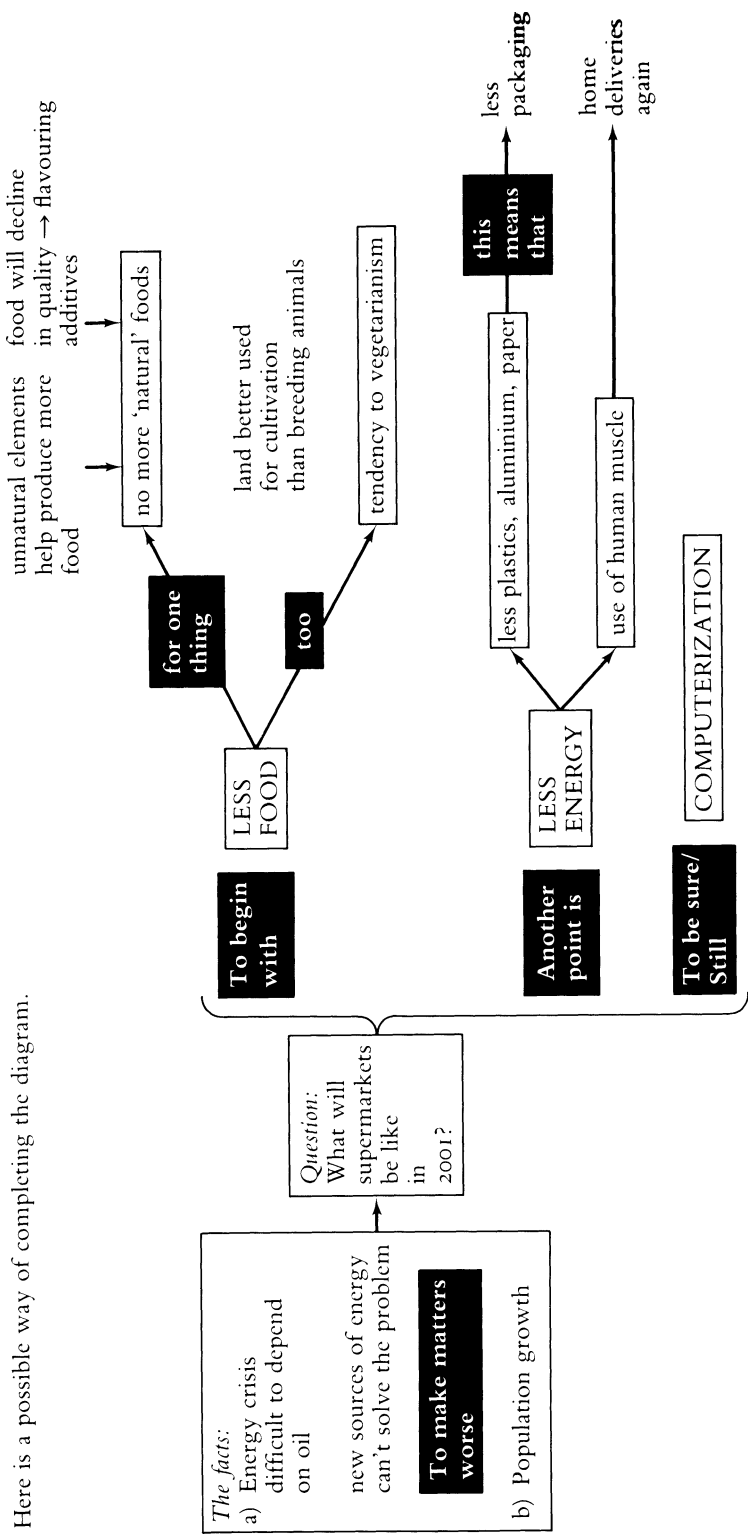 Here is a possible way of completing the diagram.
The facts:
a) Energy crisis
difficult to depend
on oil
new sources of energy
can't solve the problem
To make matters
worse
b) Population growth
Question:
What will
supermarkets
be like
in
2001?
To begin
with
LESS
FOOD
for one
thing
unnatural elements
help produce more
food
food will decline
in quality → flavouring
additives
no more ‘natural’ foods
too
land better used
for cultivation
than breeding animals
tendency to vegetarianism
Another
point is
LESS
ENERGY
less plastics, aluminium, paper
this
means
that
less
packaging
use of human muscle
home
deliveries
again
To be sure/
Still
COMPUTERIZATION